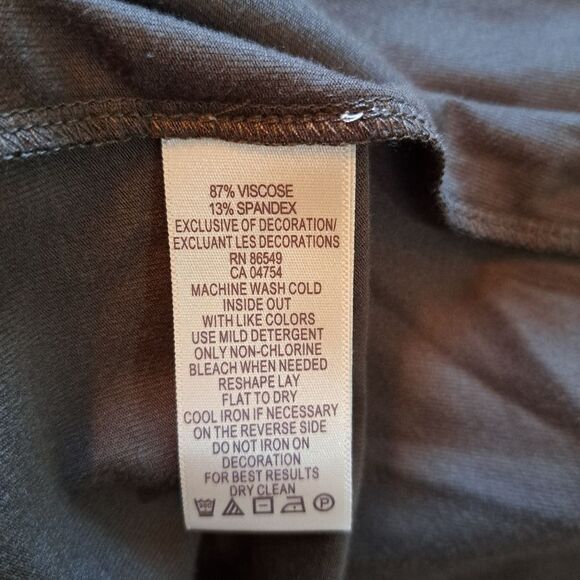 87% VISCOSE
13% SPANDEX
EXCLUSIVE OF DECORATION/
EXCLUANT LES DECORATIONS
RN 86549
CA 04754
MACHINE WASH COLD
INSIDE OUT
WITH LIKE COLORS
USE MILD DETERGENT
ONLY NON-CHLORINE
BLEACH WHEN NEEDED
RESHAPE LAY
FLAT TO DRY
COOL IRON IF NECESSARY
ON THE REVERSE SIDE
DO NOT IRON ON
DECORATION
FOR BEST RESULTS
DRY CLEAN
P